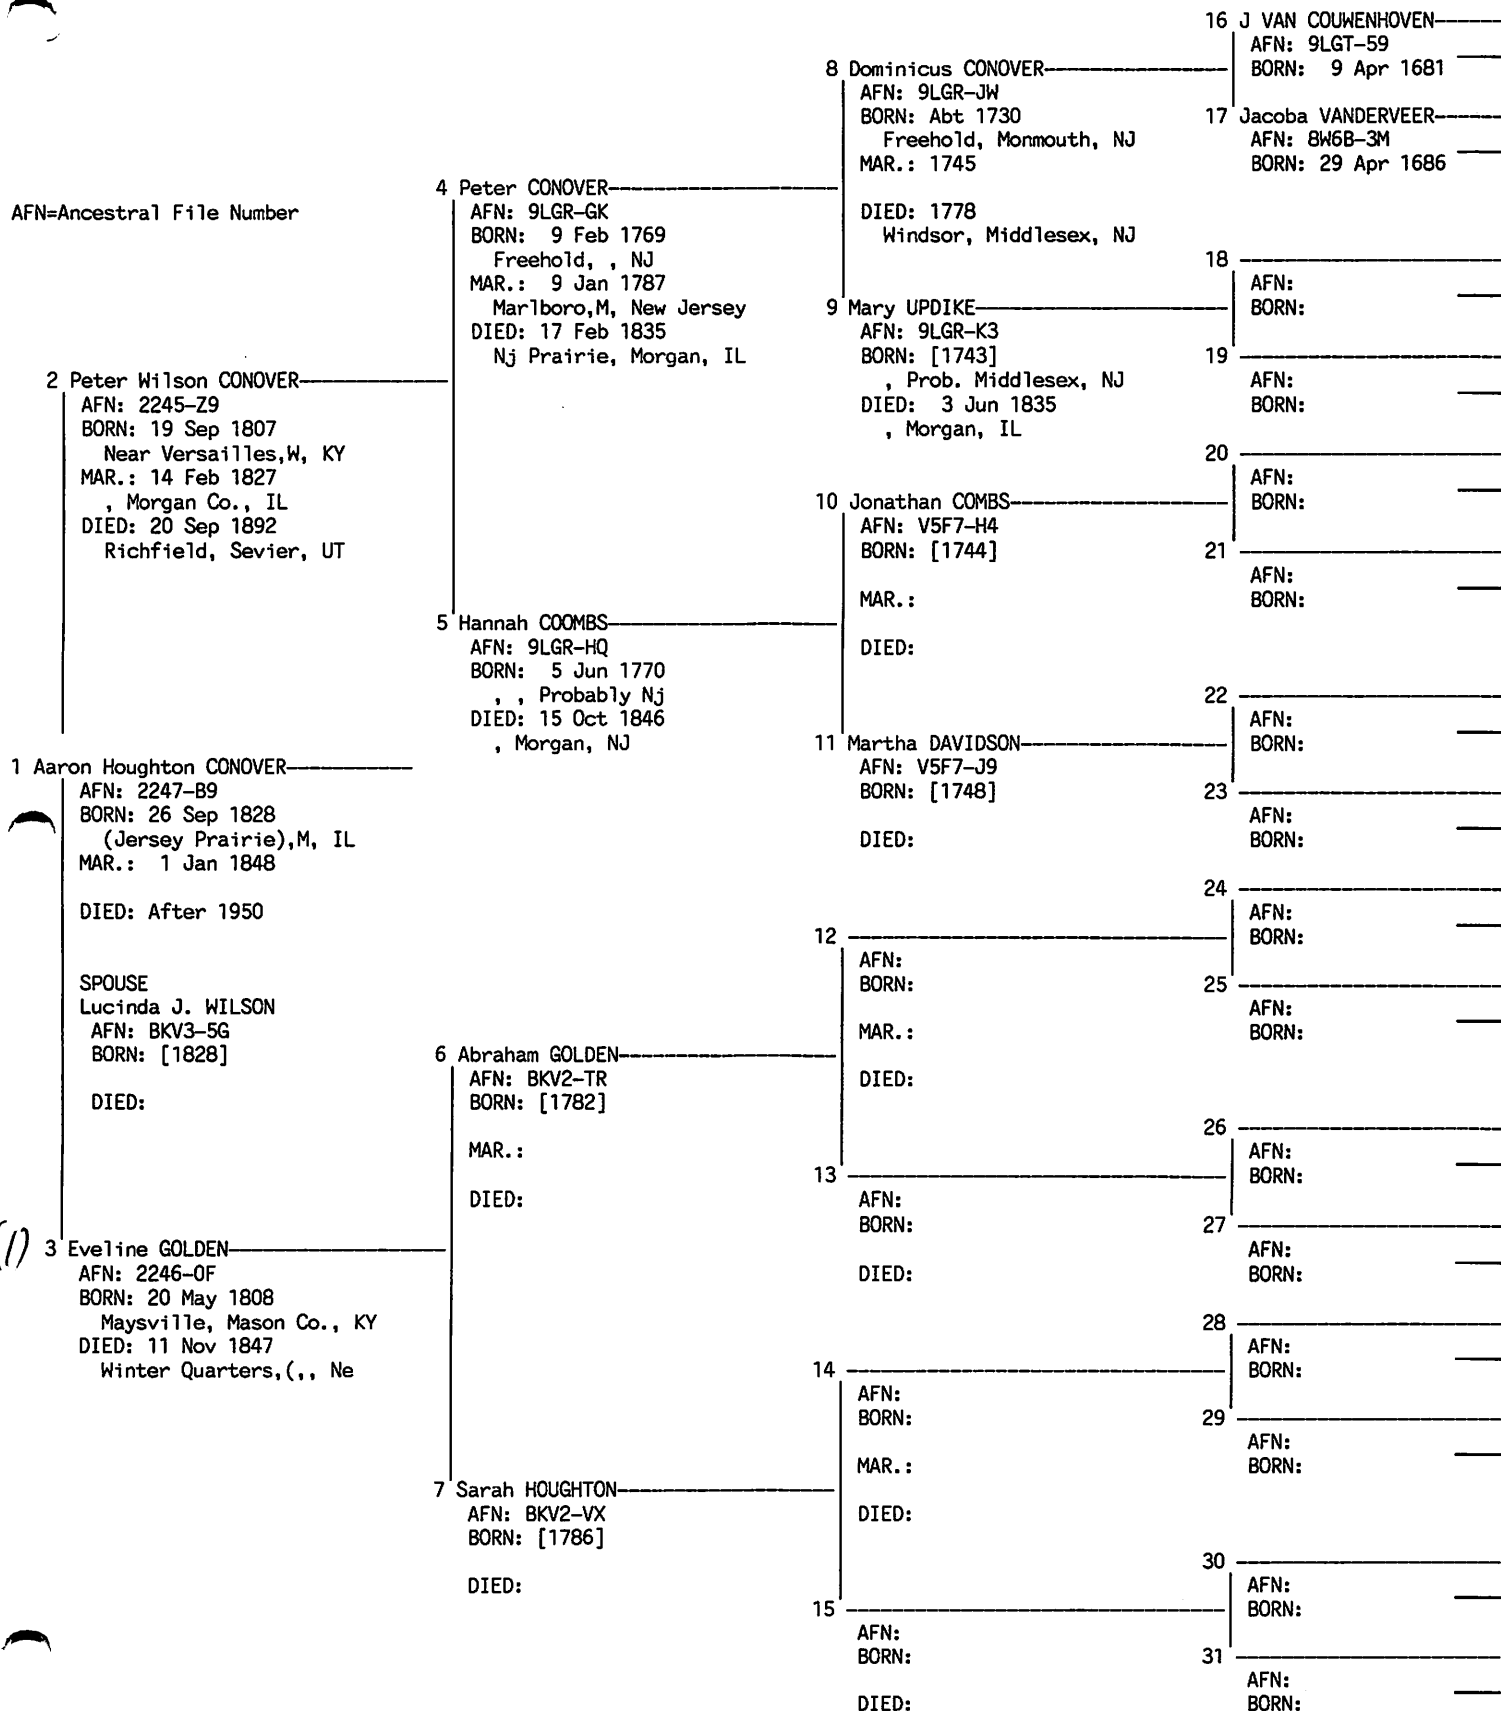 AFN=Ancestral File Number
1 Aaron Houghton CONOVER
AFN: 2247-B9
BORN: 26 Sep 1828
(Jersey Prairie),M, IL
MAR.: 1 Jan 1848
DIED: After 1950
SPOUSE
Lucinda J. WILSON
AFN: BKV3-5G
BORN: [1828]
DIED:
2 Peter Wilson CONOVER
AFN: 2245-Z9
BORN: 19 Sep 1807
Near Versailles,W, KY
MAR.: 14 Feb 1827
, Morgan Co., IL
DIED: 20 Sep 1892
Richfield, Sevier, UT
(1) 3 Eveline GOLDEN
AFN: 2246-0F
BORN: 20 May 1808
Maysville, Mason Co., KY
DIED: 11 Nov 1847
Winter Quarters,(,, Ne
4 Peter CONOVER
AFN: 9LGR-GK
BORN: 9 Feb 1769
Freehold, , NJ
MAR.: 9 Jan 1787
Marlboro,M, New Jersey
DIED: 17 Feb 1835
Nj Prairie, Morgan, IL
5 Hannah COOMBS
AFN: 9LGR-HQ
BORN: 5 Jun 1770
, , Probably Nj
DIED: 15 Oct 1846
, Morgan, NJ
6 Abraham GOLDEN
AFN: BKV2-TR
BORN: [1782]
MAR.:
DIED:
7 Sarah HOUGHTON
AFN: BKV2-VX
BORN: [1786]
DIED:
8 Dominicus CONOVER
AFN: 9LGR-JW
BORN: Abt 1730
Freehold, Monmouth, NJ
MAR.: 1745
DIED: 1778
Windsor, Middlesex, NJ
9 Mary UPDIKE
AFN: 9LGR-K3
BORN: [1743]
, Prob. Middlesex, NJ
DIED: 3 Jun 1835
, Morgan, IL
10 Jonathan COMBS
AFN: V5F7-H4
BORN: [1744]
MAR.:
DIED:
11 Martha DAVIDSON
AFN: V5F7-J9
BORN: [1748]
DIED:
12
AFN:
BORN:
MAR.:
DIED:
13
AFN:
BORN:
DIED:
14
AFN:
BORN:
MAR.:
DIED:
15
AFN:
BORN:
DIED:
16 J VAN COUWENHOVEN
AFN: 9LGT-59
BORN: 9 Apr 1681
17 Jacoba VANDERVEER
AFN: 8W6B-3M
BORN: 29 Apr 1686
18
AFN:
BORN:
19
AFN:
BORN:
20
AFN:
BORN:
21
AFN:
BORN:
22
AFN:
BORN:
23
AFN:
BORN:
24
AFN:
BORN:
25
AFN:
BORN:
26
AFN:
BORN:
27
AFN:
BORN:
28
AFN:
BORN:
29
AFN:
BORN:
30
AFN:
BORN:
31
AFN:
BORN: